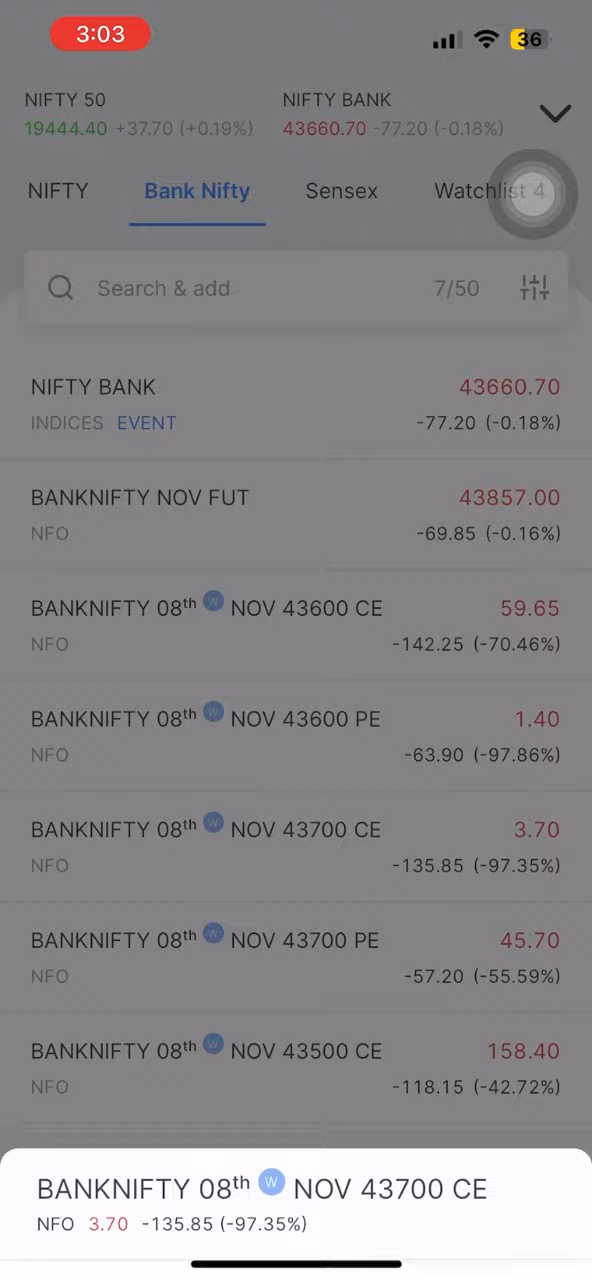 3:03
36
NIFTY 50
19444.40 +37.70 (+0.19%)
NIFTY BANK
43660.70 -77.20 (-0.18%)
NIFTY
Bank Nifty
Sensex
Watchlist 4
Search & add
7/50
NIFTY BANK 43660.70
INDICES EVENT -77.20 (-0.18%)
BANKNIFTY NOV FUT 43857.00
NFO -69.85 (-0.16%)
BANKNIFTY 08th W NOV 43600 CE 59.65
NFO -142.25 (-70.46%)
BANKNIFTY 08th W NOV 43600 PE 1.40
NFO -63.90 (-97.86%)
BANKNIFTY 08th W NOV 43700 CE 3.70
NFO -135.85 (-97.35%)
BANKNIFTY 08th W NOV 43700 PE 45.70
NFO -57.20 (-55.59%)
BANKNIFTY 08th W NOV 43500 CE 158.40
NFO -118.15 (-42.72%)
BANKNIFTY 08th W NOV 43700 CE
NFO 3.70 -135.85 (-97.35%)